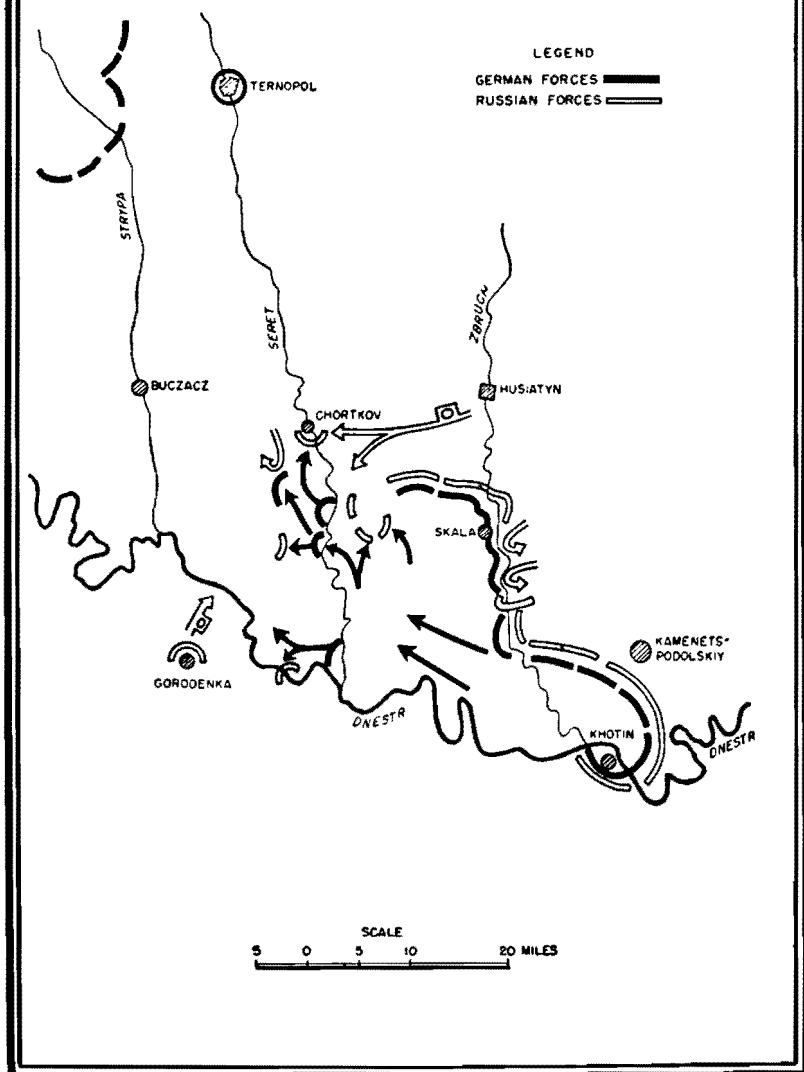 LEGEND
GERMAN FORCES
RUSSIAN FORCES
TERNOPOL
STRYPA
SERET
ZBRUCH
BUCZACZ
HUSIATYN
CHORTKOV
SKALA
KAMENETS-
PODOLSKIY
GORODENKA
DNESTR
KHOTIN
DNESTR
SCALE
5 0 5 10 20 MILES